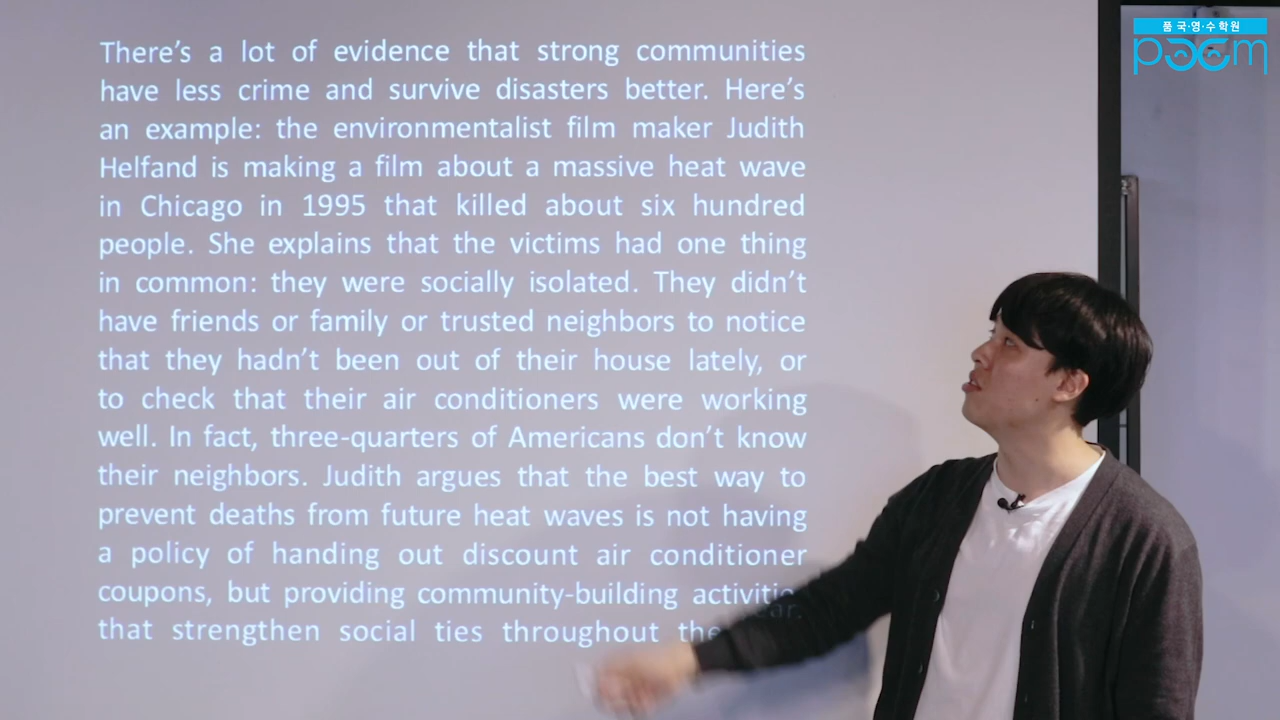 There's a lot of evidence that strong communities
have less crime and survive disasters better. Here's
an example: the environmentalist film maker Judith
Helfand is making a film about a massive heat wave
in Chicago in 1995 that killed about six hundred
people. She explains that the victims had one thing
in common: they were socially isolated. They didn't
have friends or family or trusted neighbors to notice
that they hadn't been out of their house lately, or
to check that their air conditioners were working
well. In fact, three-quarters of Americans don't know
their neighbors. Judith argues that the best way to
prevent deaths from future heat waves is not having
a policy of handing out discount air conditioner
coupons, but providing community-building activities
that strengthen social ties throughout the year.
품 국·영·수 학원
poem